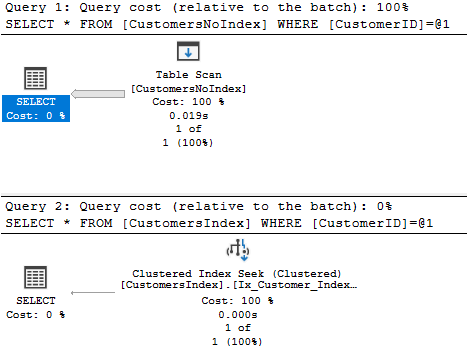 Query 1: Query cost (relative to the batch): 100%
SELECT * FROM [CustomersNoIndex] WHERE [CustomerID]=@1
Table Scan
[CustomersNoIndex]
Cost: 100 %
0.019s
1 of
1 (100%)
SELECT
Cost: 0 %
Query 2: Query cost (relative to the batch): 0%
SELECT * FROM [CustomersIndex] WHERE [CustomerID]=@1
Clustered Index Seek (Clustered)
[CustomersIndex].[Ix_Customer_Index…
Cost: 100 %
0.000s
1 of
1 (100%)
SELECT
Cost: 0 %